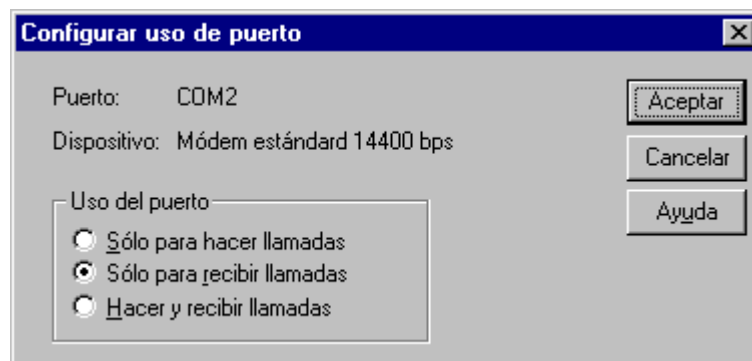 Configurar uso de puerto
Puerto: COM2
Dispositivo: Módem estándard 14400 bps
Uso del puerto
Sólo para hacer llamadas
Sólo para recibir llamadas
Hacer y recibir llamadas
Aceptar
Cancelar
Ayuda